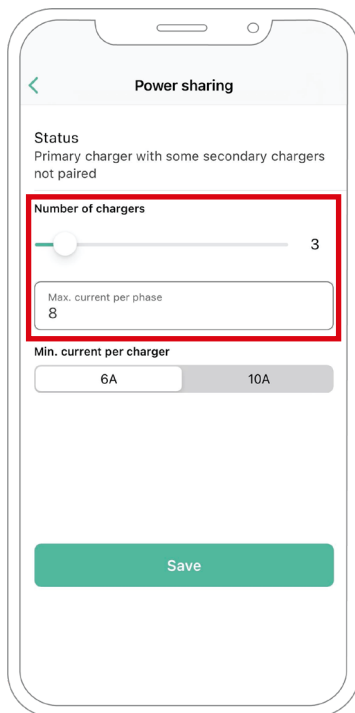 Power sharing
Status
Primary charger with some secondary chargers
not paired
Number of chargers
3
Max. current per phase
8
Min. current per charger
6A 10A
Save